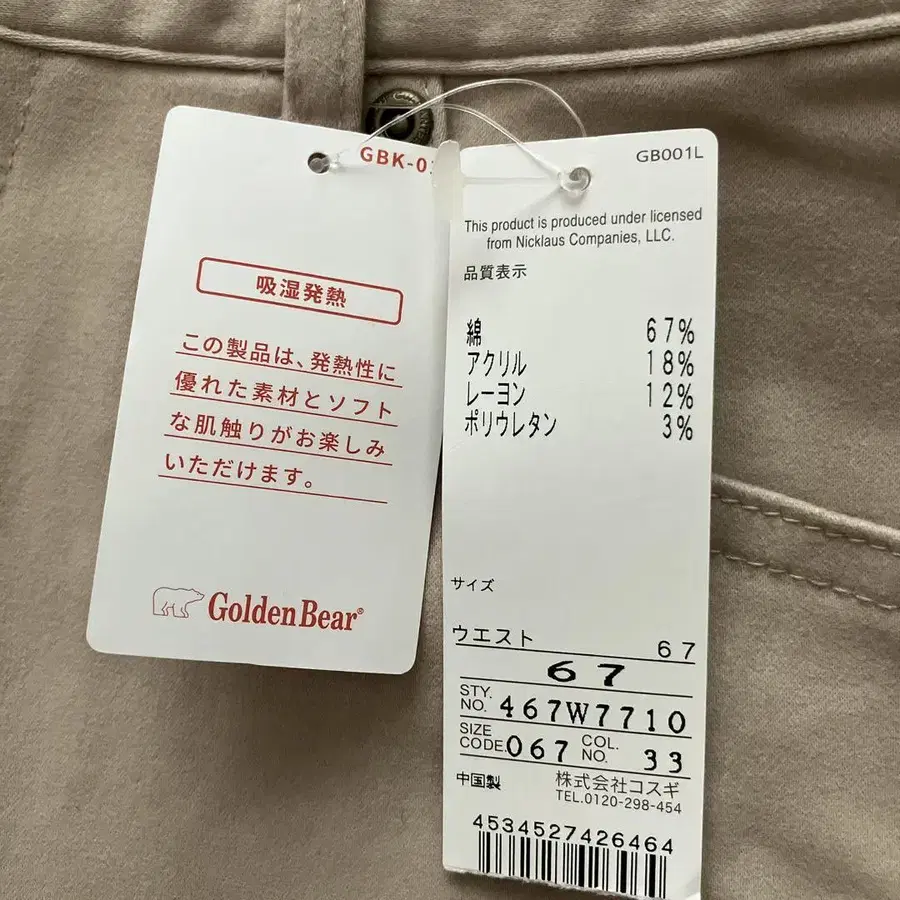 GBK-0
吸湿発熱
この製品は、発熱性に
優れた素材とソフト
な肌触りがお楽しみ
いただけます。
GoldenBear®
GB001L
This product is produced under licensed
from Nicklaus Companies, LLC.
品質表示
綿 67%
アクリル 18%
レーヨン 12%
ポリウレタン 3%
サイズ
ウエスト 67
67
STY. NO. 467W7710
SIZE CODE. 067 COL. NO. 33
中国製 株式会社コスギ
TEL.0120-298-454
4534527426464